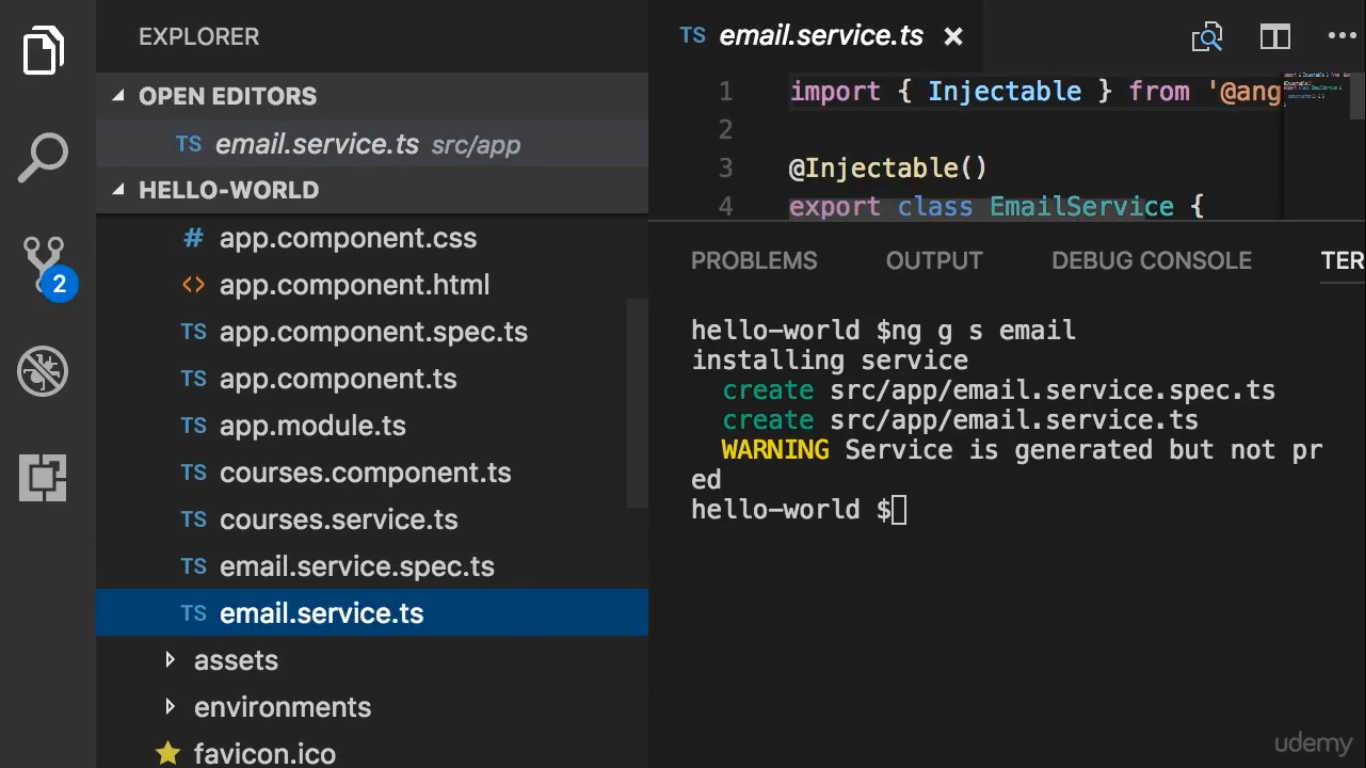 EXPLORER
OPEN EDITORS
TS email.service.ts src/app
HELLO-WORLD
# app.component.css
<> app.component.html
TS app.component.spec.ts
TS app.component.ts
TS app.module.ts
TS courses.component.ts
TS courses.service.ts
TS email.service.spec.ts
TS email.service.ts
assets
environments
favicon.ico
2
TS email.service.ts
1 import { Injectable } from '@ang
2
3 @Injectable()
4 export class EmailService {
PROBLEMS OUTPUT DEBUG CONSOLE TER
hello-world $ng g s email
installing service
create src/app/email.service.spec.ts
create src/app/email.service.ts
WARNING Service is generated but not pr
ed
hello-world $
udemy